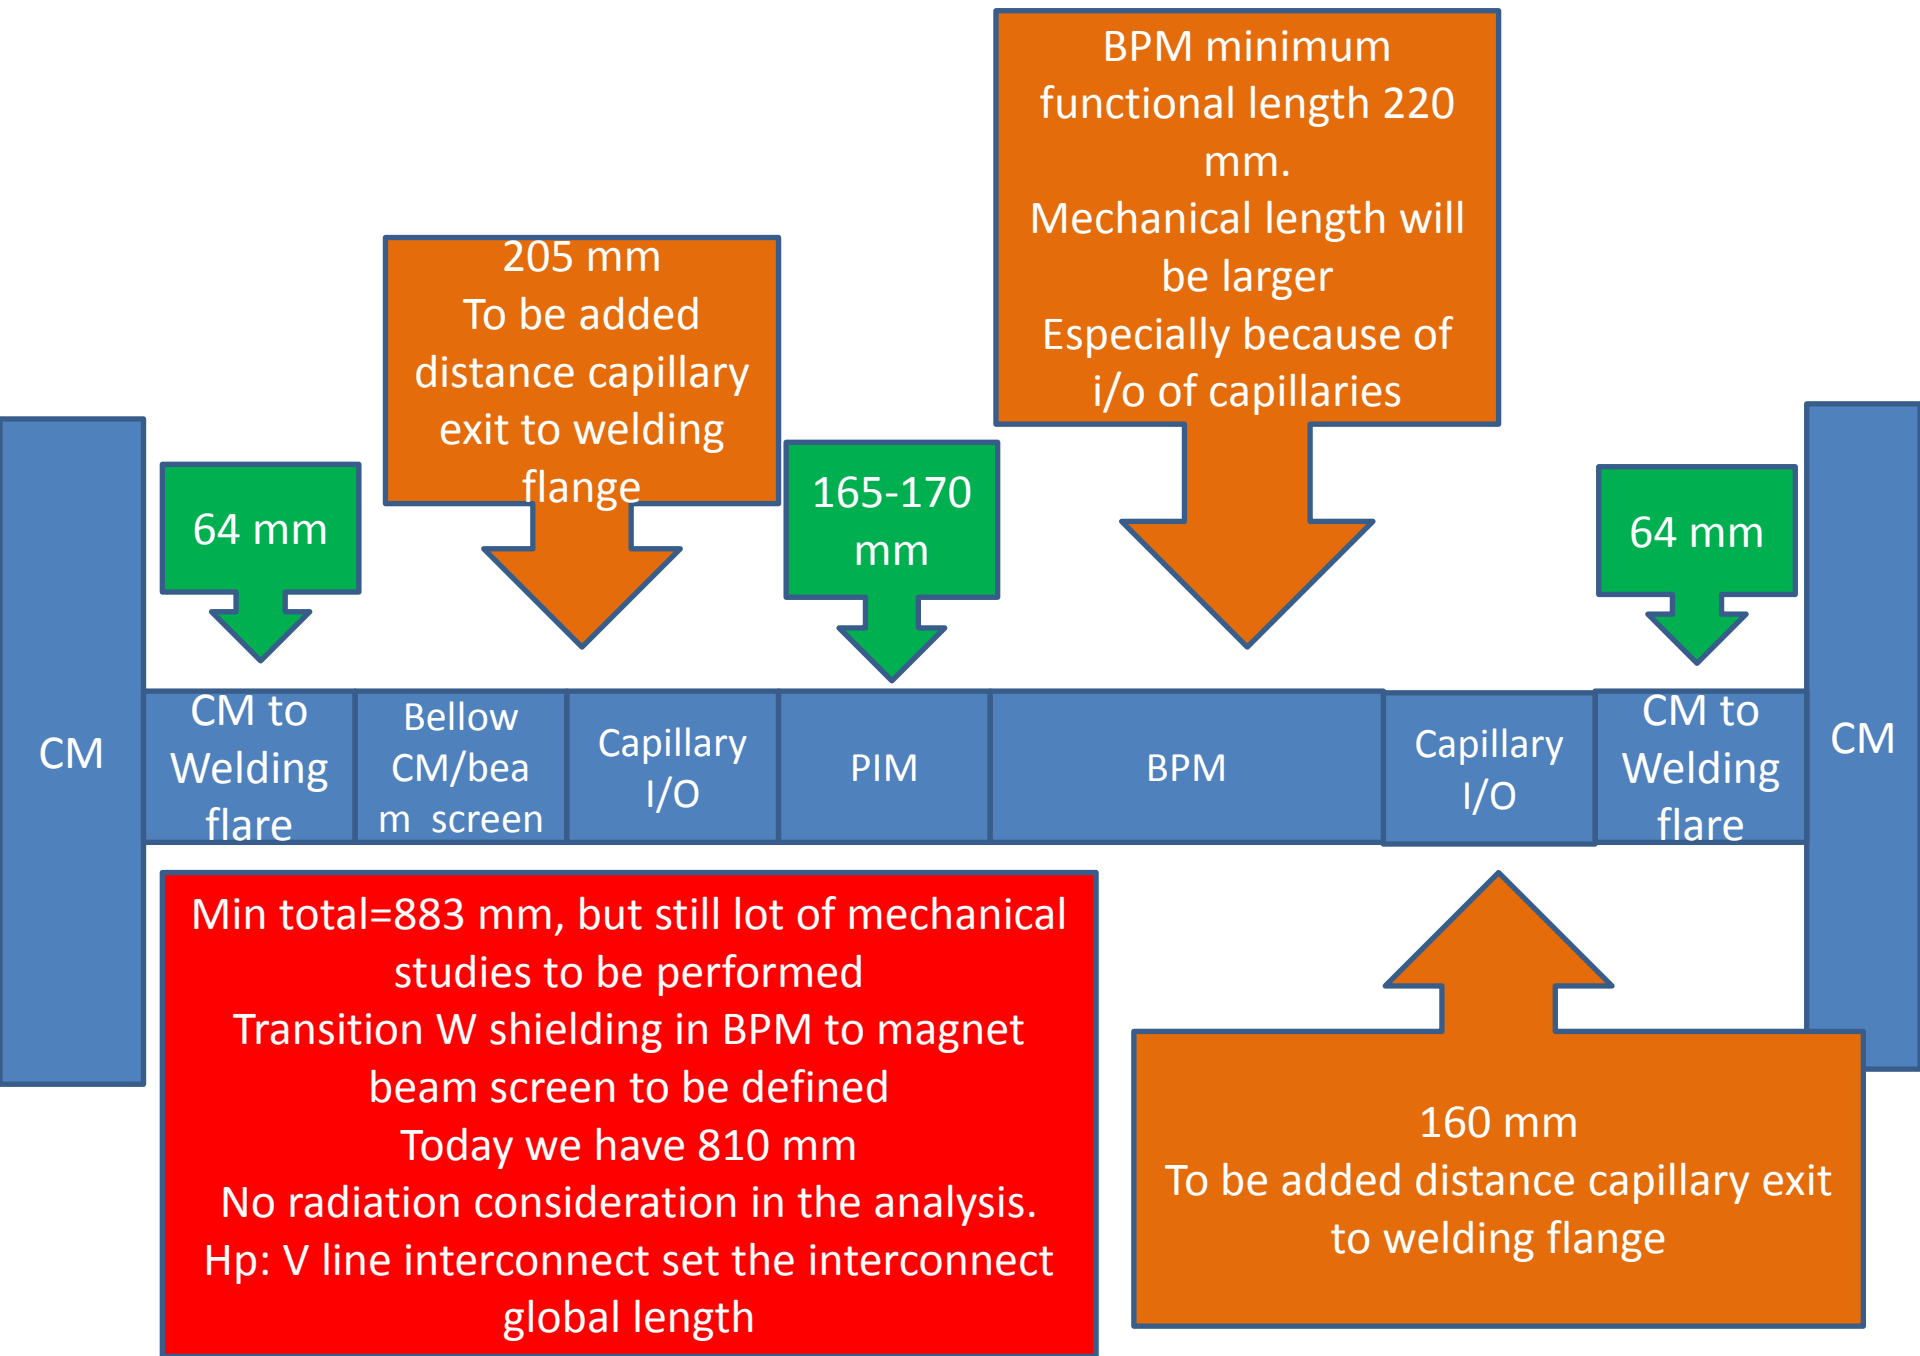 BPM minimum
functional length 220
mm.
Mechanical length will
be larger
Especially because of
i/o of capillaries
205 mm
To be added
distance capillary
exit to welding
flange
64 mm
165-170
mm
64 mm
CM
CM to
Welding
flare
Bellow
CM/bea
m screen
Capillary
I/O
PIM
BPM
Capillary
I/O
CM to
Welding
flare
CM
Min total=883 mm, but still lot of mechanical
studies to be performed
Transition W shielding in BPM to magnet
beam screen to be defined
Today we have 810 mm
No radiation consideration in the analysis.
Hp: V line interconnect set the interconnect
global length
160 mm
To be added distance capillary exit
to welding flange